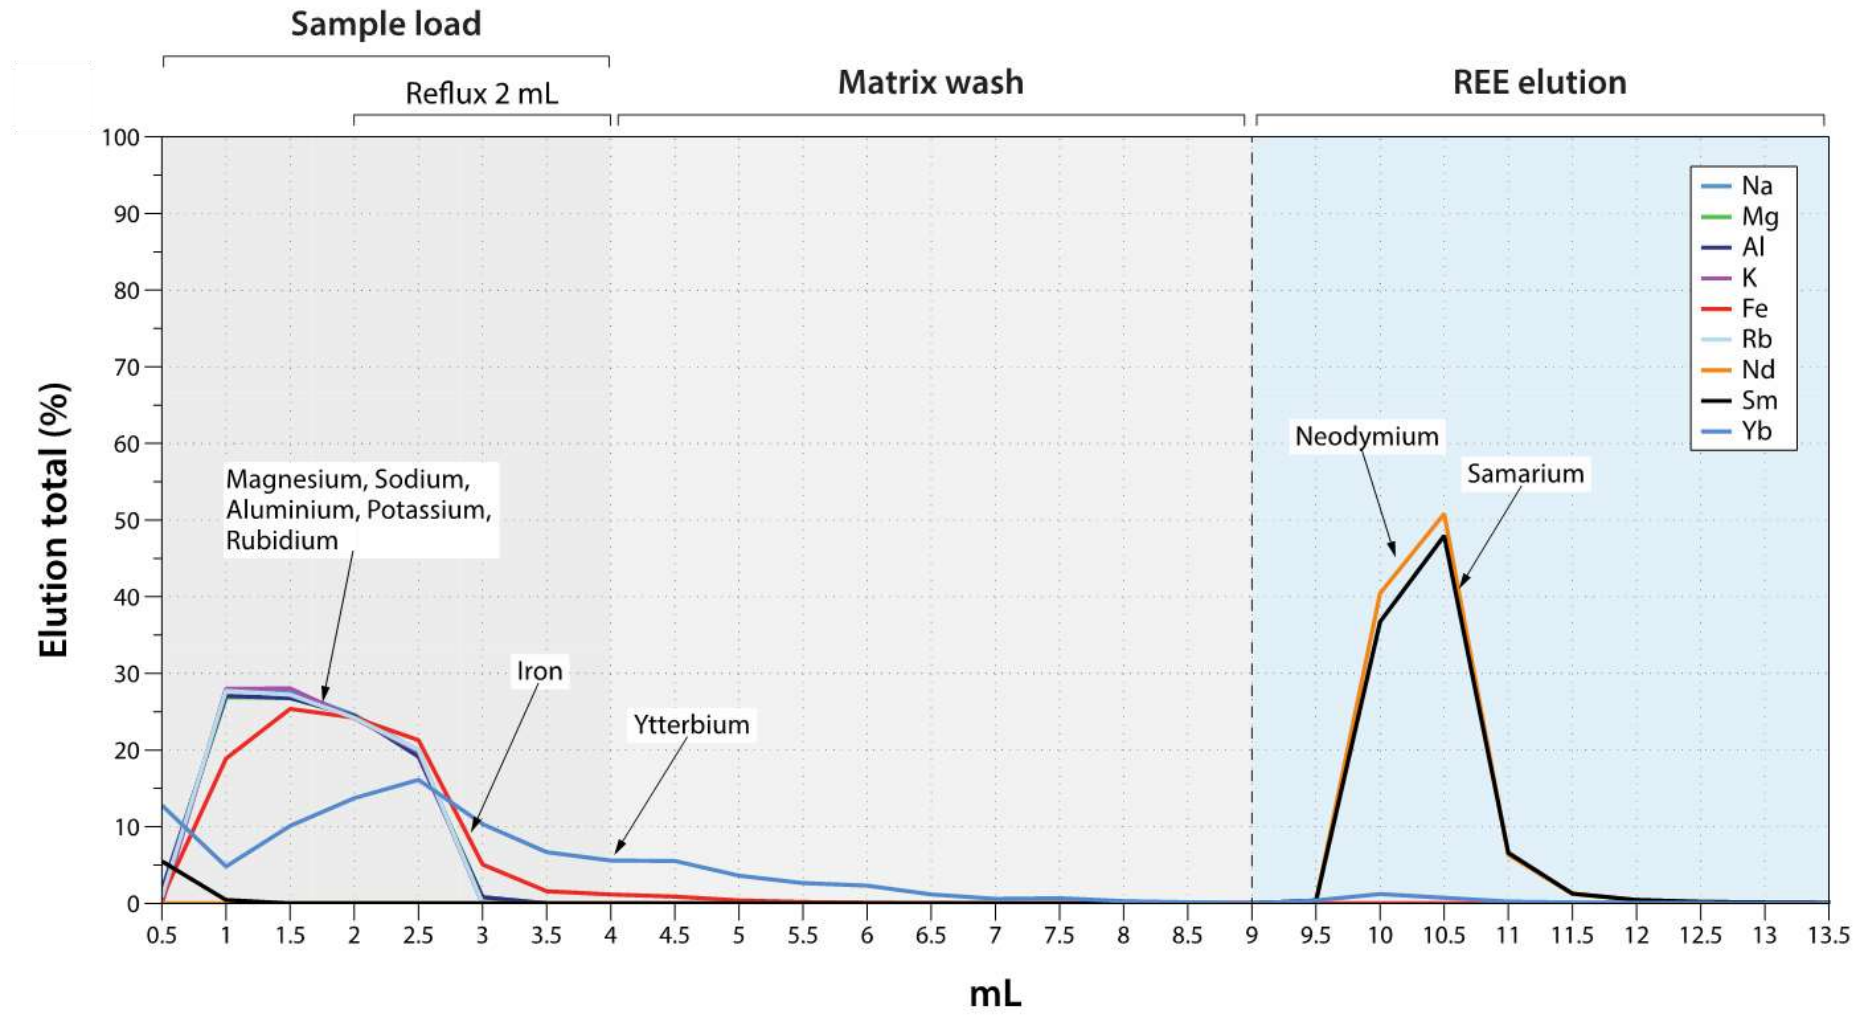 Sample load
Reflux 2 mL
Matrix wash
REE elution
100
90
80
70
60
50
40
30
20
10
0
Elution total (%)
Na
Mg
Al
K
Fe
Rb
Nd
Sm
Yb
Neodymium
Samarium
Magnesium, Sodium,
Aluminium, Potassium,
Rubidium
Iron
Ytterbium
0.5 1 1.5 2 2.5 3 3.5 4 4.5 5 5.5 6 6.5 7 7.5 8 8.5 9 9.5 10 10.5 11 11.5 12 12.5 13 13.5
mL